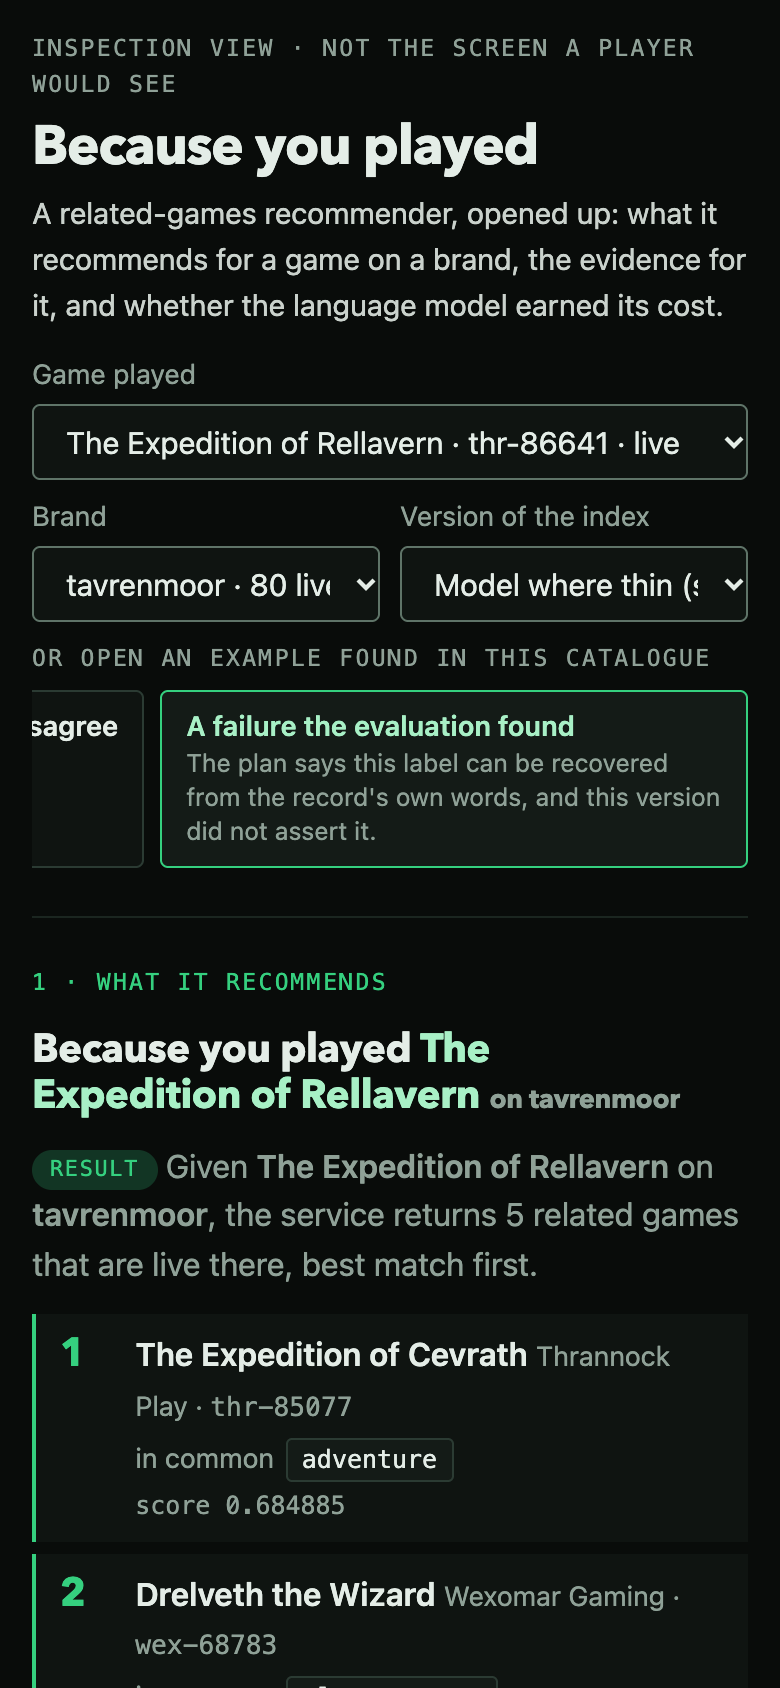 INSPECTION VIEW · NOT THE SCREEN A PLAYER
WOULD SEE
Because you played
A related-games recommender, opened up: what it
recommends for a game on a brand, the evidence for
it, and whether the language model earned its cost.
Game played
The Expedition of Rellavern · thr-86641 · live
Brand
Version of the index
tavrenmoor · 80 live
Model where thin (s
OR OPEN AN EXAMPLE FOUND IN THIS CATALOGUE
sagree
A failure the evaluation found
The plan says this label can be recovered
from the record's own words, and this version
did not assert it.
1 · WHAT IT RECOMMENDS
Because you played The
Expedition of Rellavern on tavrenmoor
RESULT Given The Expedition of Rellavern on
tavrenmoor, the service returns 5 related games
that are live there, best match first.
1 The Expedition of Cevrath Thrannock
Play · thr-85077
in common adventure
score 0.684885
2 Drelveth the Wizard Wexomar Gaming ·
wex-68783